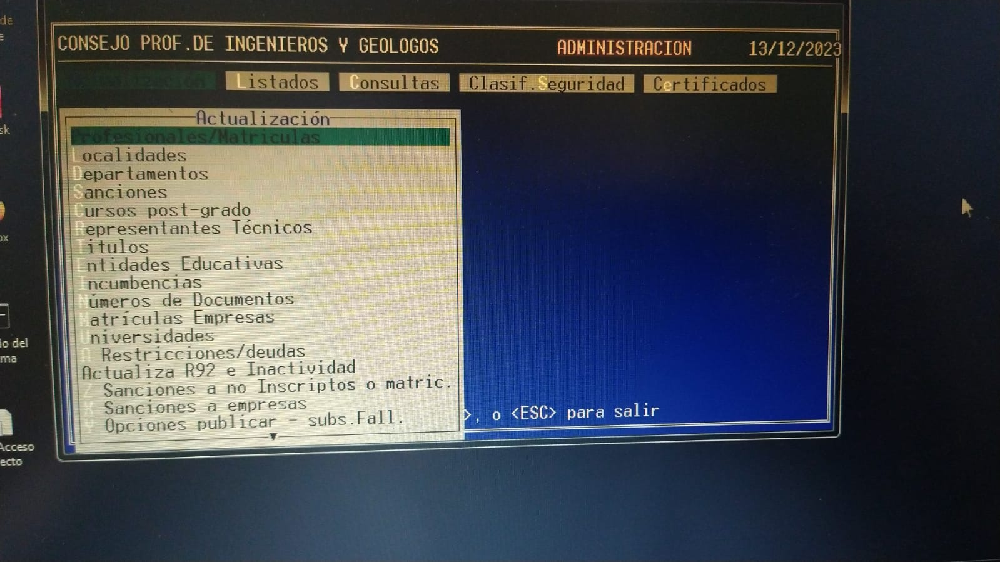 de
CONSEJO PROF.DE INGENIEROS Y GEOLOGOS ADMINISTRACION 13/12/2023
Actualización Listados Consultas Clasif.Seguridad Certificados
Actualización
Profesionales/Matriculas
sk
Localidades
Departamentos
Sanciones
Cursos post-grado
Representantes Técnicos
ox
Titulos
Entidades Educativas
Incumbencias
Números de Documentos
Matrículas Empresas
Universidades
lo del
ma
A Restricciones/deudas
Actualiza R92 e Inactividad
Z Sanciones a no Inscriptos o matric.
X Sanciones a empresas
Y Opciones publicar - subs.Fall.
>, o <ESC> para salir
Acceso
ecto